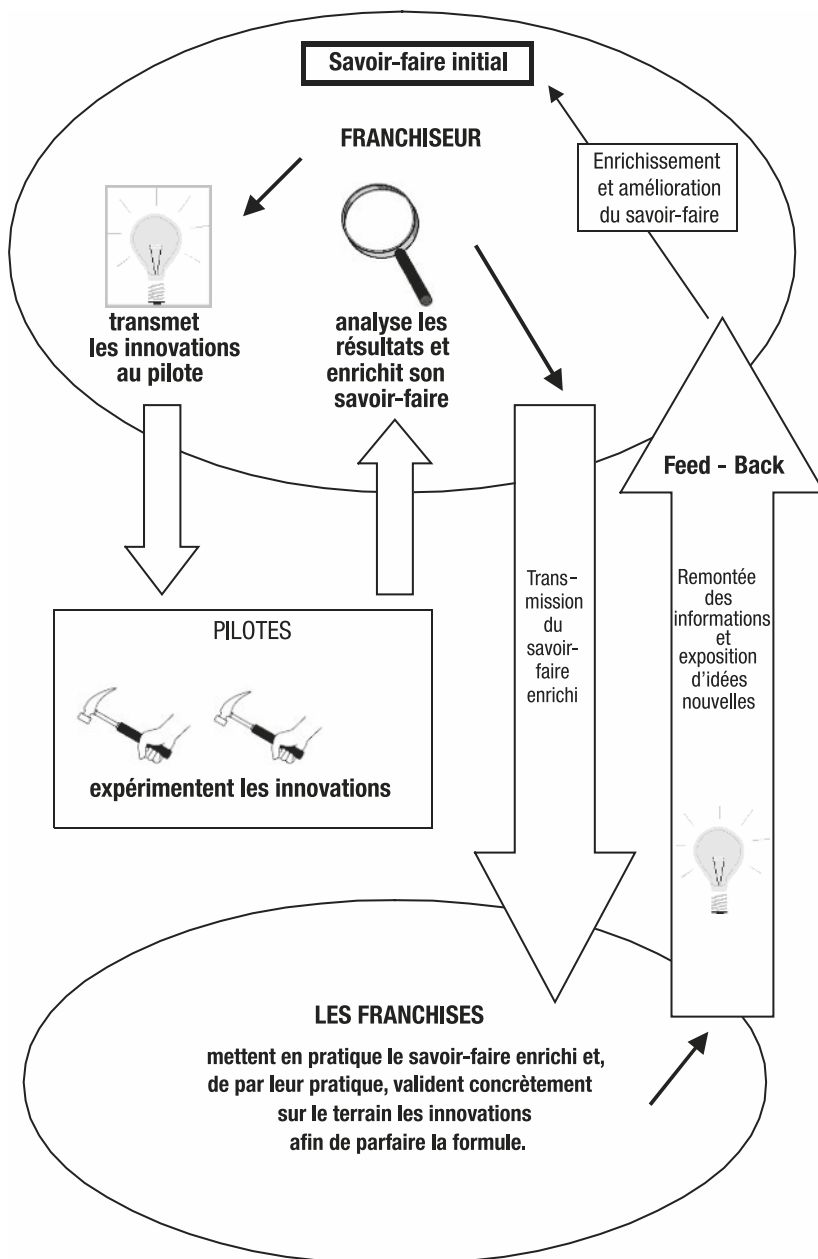 Savoir-faire initial
FRANCHISEUR
Enrichissement
et amélioration
du savoir-faire
transmet
les innovations
au pilote
analyse les
résultats et
enrichit son
savoir-faire
Feed - Back
Trans-
mission
du
savoir-
faire
enrichi
Remontée
des
informations
et
exposition
d'idées
nouvelles
PILOTES
expérimentent les innovations
LES FRANCHISES
mettent en pratique le savoir-faire enrichi et,
de par leur pratique, valident concrètement
sur le terrain les innovations
afin de parfaire la formule.